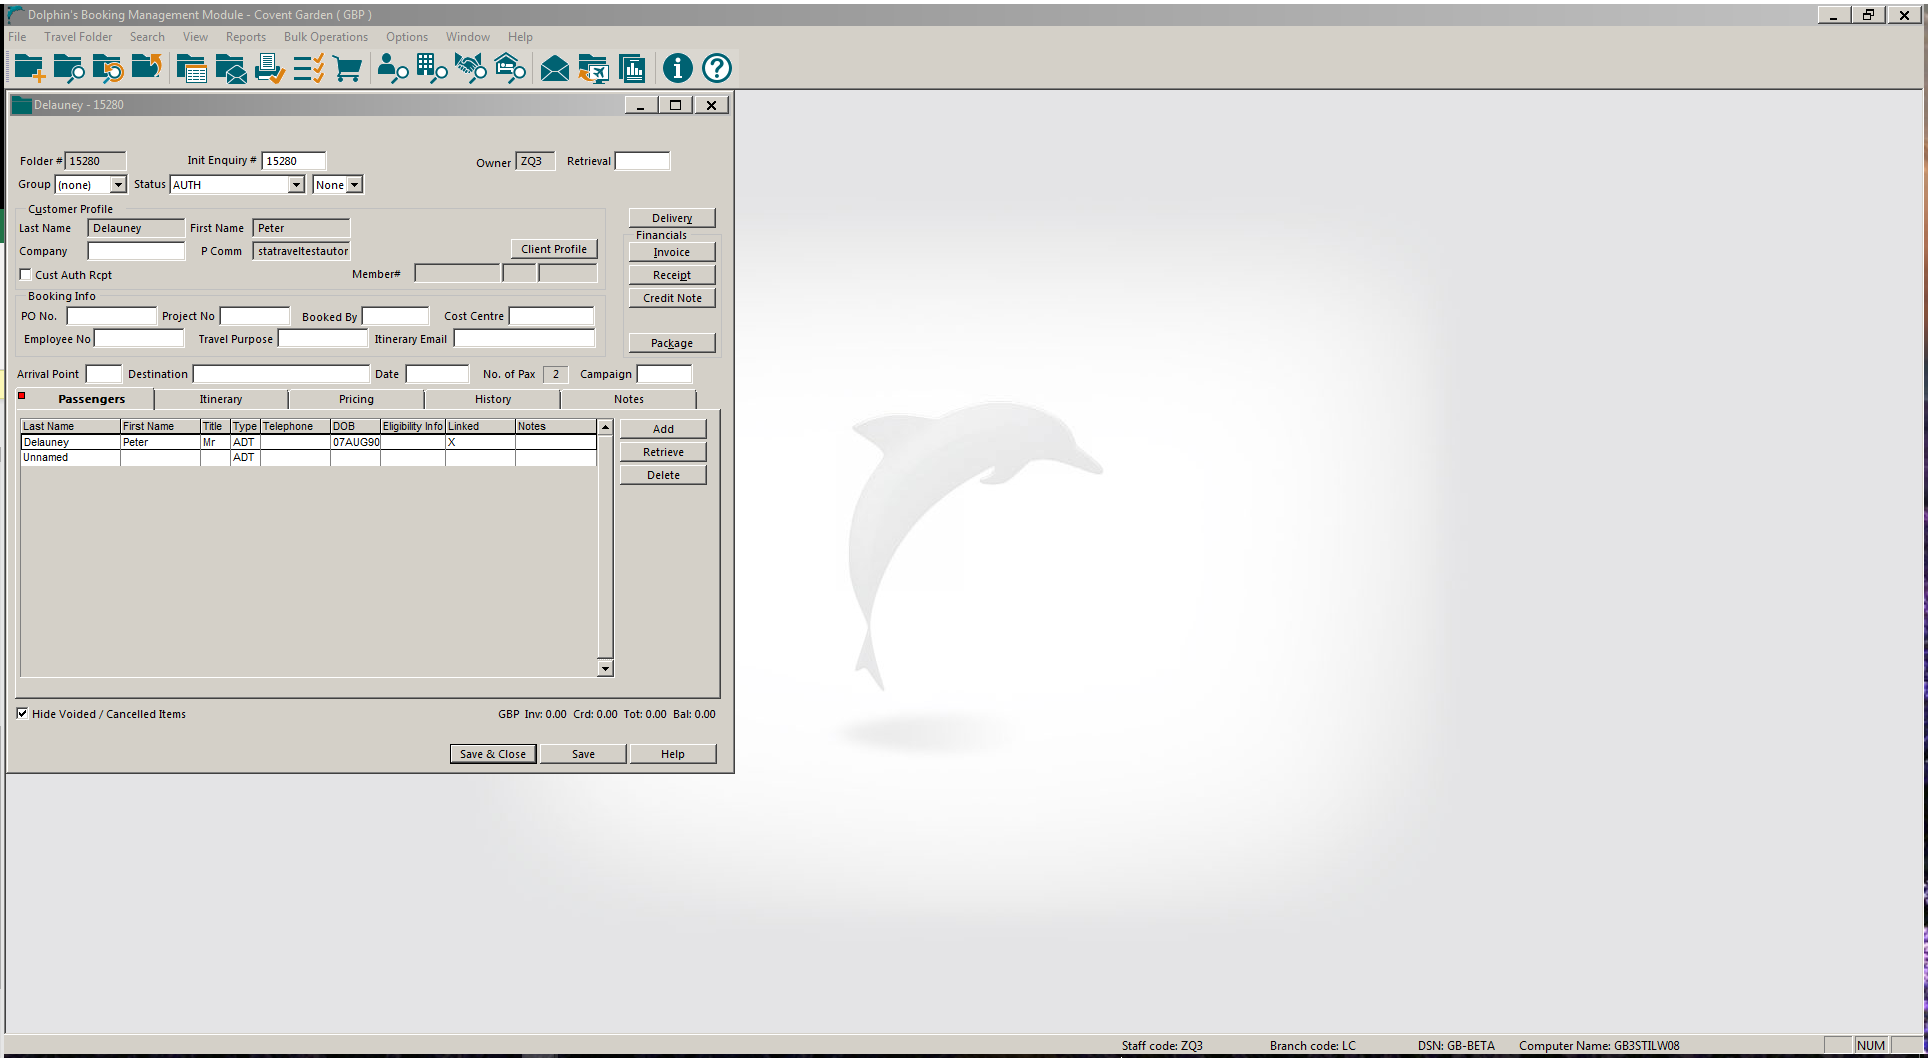 Dolphin's Booking Management Module - Covent Garden ( GBP )
File Travel Folder Search View Reports Bulk Operations Options Window Help
Delauney - 15280
Folder # 15280 Init Enquiry # 15280 Owner ZQ3 Retrieval
Group (none) Status AUTH None
Customer Profile
Last Name Delauney First Name Peter
Company P Comm statraveltestautor
Client Profile
Cust Auth Rcpt Member#
Delivery
Financials
Invoice
Receipt
Credit Note
Package
Booking Info
PO No. Project No Booked By Cost Centre
Employee No Travel Purpose Itinerary Email
Arrival Point Destination Date No. of Pax 2 Campaign
Passengers Itinerary Pricing History Notes
Last Name First Name Title Type Telephone DOB Eligibility Info Linked Notes
Delauney Peter Mr ADT 07AUG90 X
Unnamed ADT
Add
Retrieve
Delete
Hide Voided / Cancelled Items GBP Inv: 0.00 Crd: 0.00 Tot: 0.00 Bal: 0.00
Save & Close Save Help
Staff code: ZQ3 Branch code: LC DSN: GB-BETA Computer Name: GB3STILW08 NUM